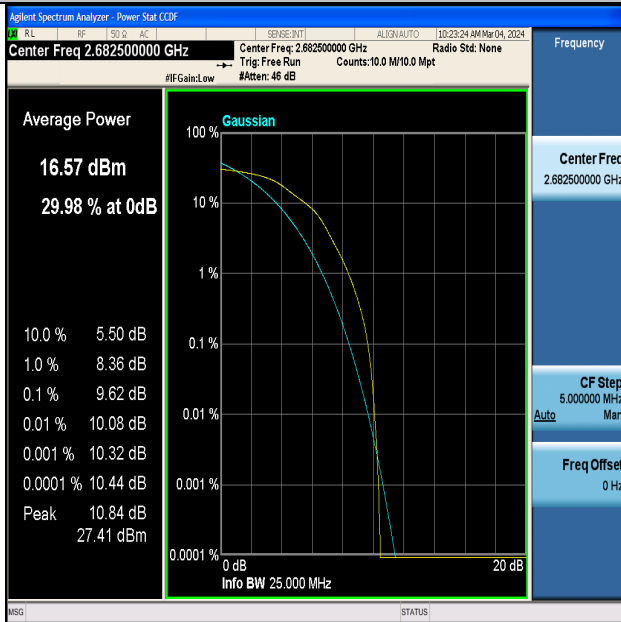 Agilent Spectrum Analyzer - Power Stat CCDF
LXI RL RF 50 Ω AC SENSE:INT ALIGN AUTO 10:23:24 AM Mar 04, 2024
Center Freq 2.682500000 GHz
Center Freq: 2.682500000 GHz Radio Std: None
Trig: Free Run Counts:10.0 M/10.0 Mpt
#IFGain:Low #Atten: 46 dB
Frequency
Average Power
16.57 dBm
29.98 % at 0dB
10.0 % 5.50 dB
1.0 % 8.36 dB
0.1 % 9.62 dB
0.01 % 10.08 dB
0.001 % 10.32 dB
0.0001 % 10.44 dB
Peak 10.84 dB
27.41 dBm
Gaussian
100 %
10 %
1 %
0.1 %
0.01 %
0.001 %
0.0001 %
0 dB 20 dB
Info BW 25.000 MHz
Center Freq
2.682500000 GHz
CF Step
5.000000 MHz
Auto Man
Freq Offset
0 Hz
MSG STATUS